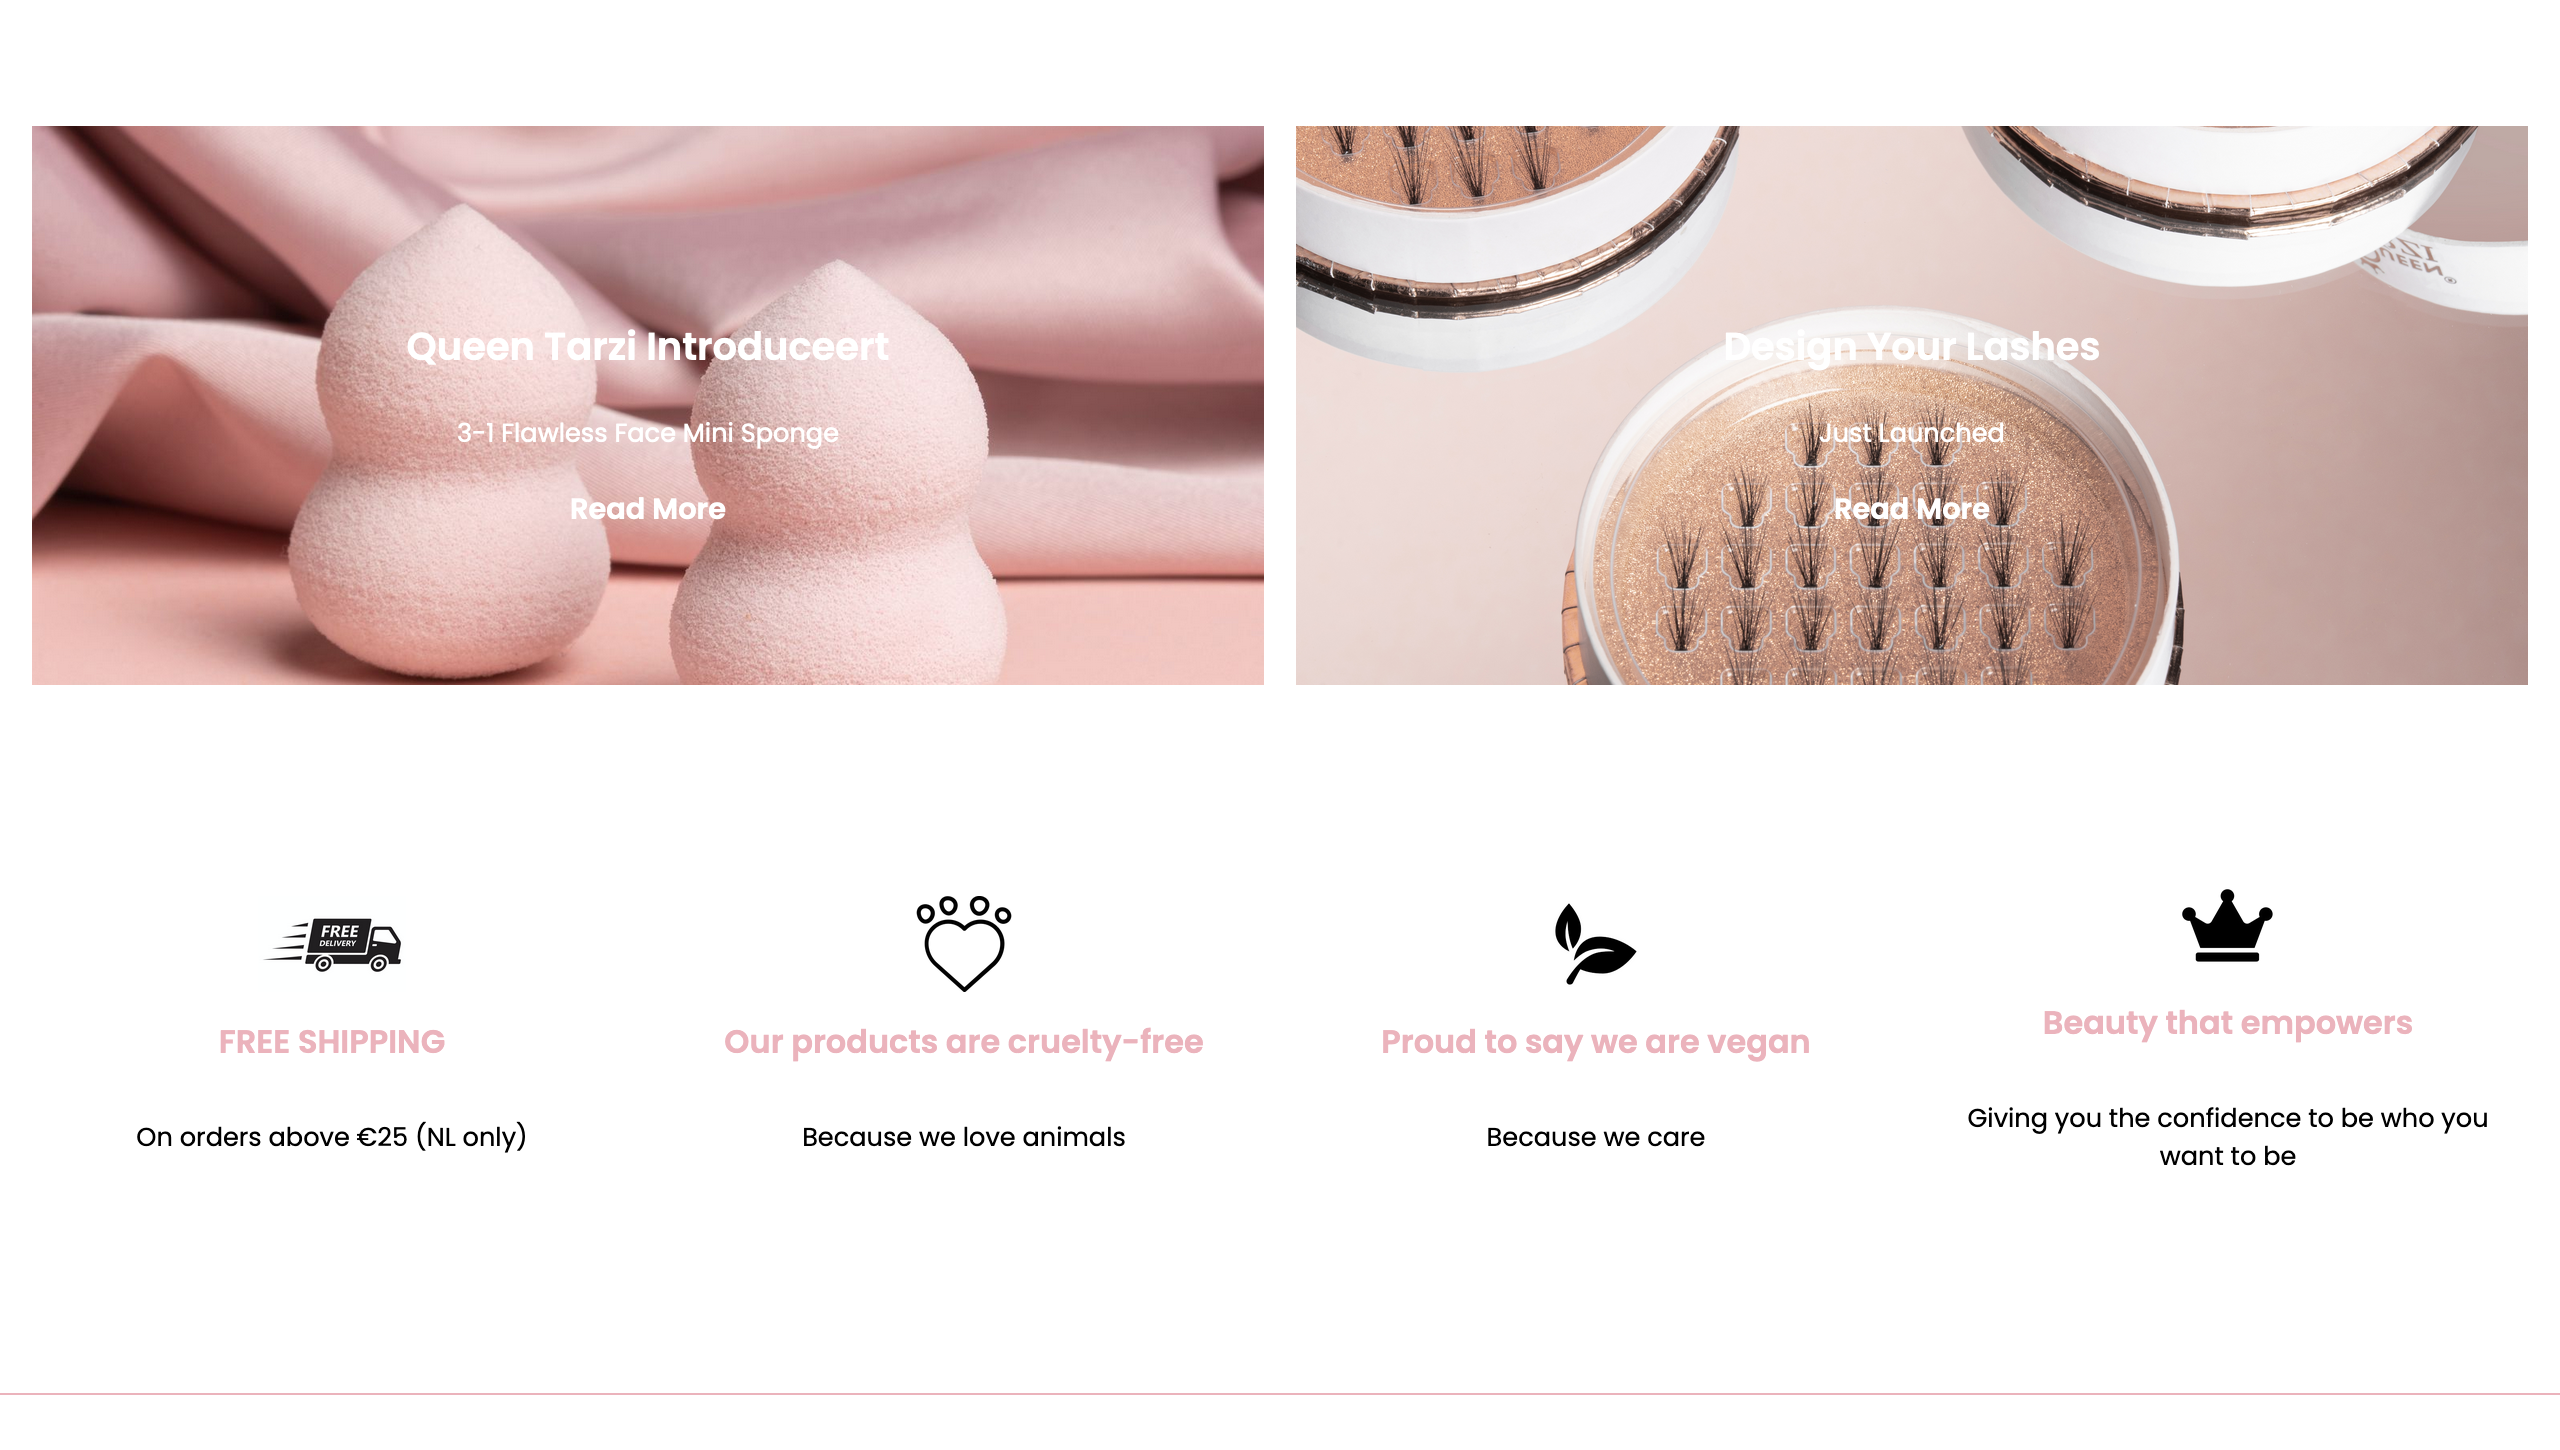 Queen Tarzi Introduceert
3-1 Flawless Face Mini Sponge
Read More
Design Your Lashes
Just Launched
Read More
FREE
DELIVERY
FREE SHIPPING
On orders above €25 (NL only)
Our products are cruelty-free
Because we love animals
Proud to say we are vegan
Because we care
Beauty that empowers
Giving you the confidence to be who you
want to be